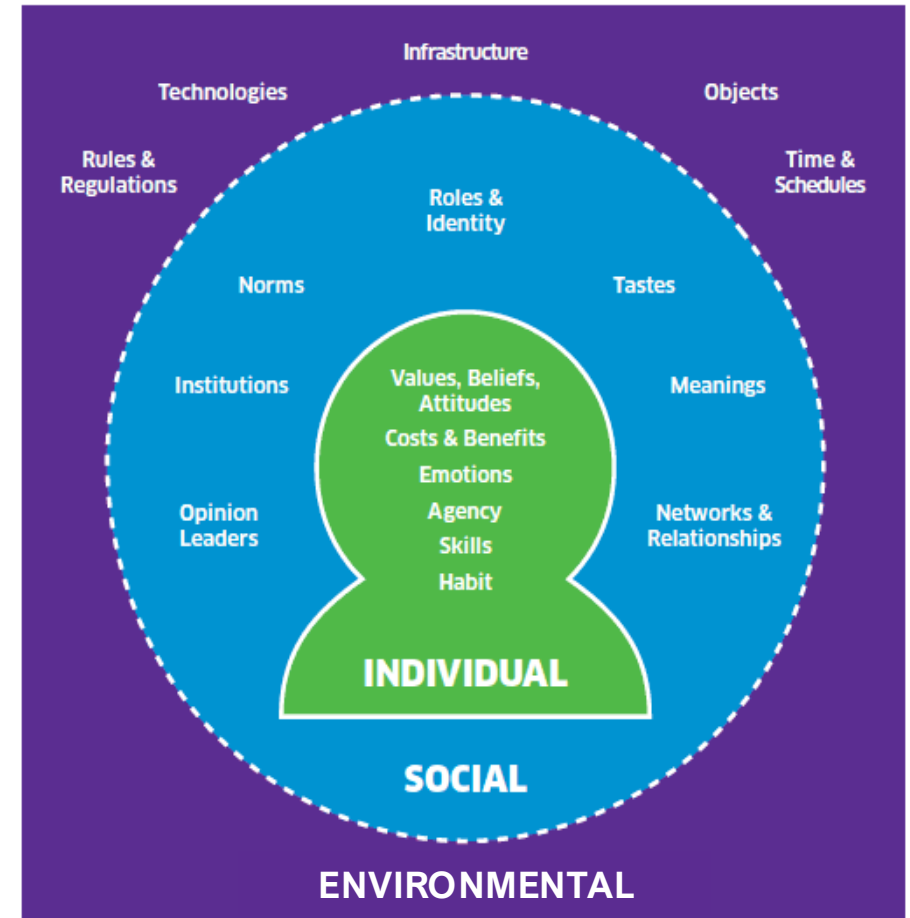 Infrastructure
Technologies
Objects
Rules &
Regulations
Time &
Schedules
Roles &
Identity
Norms
Tastes
Institutions
Meanings
Opinion
Leaders
Networks &
Relationships
Values, Beliefs,
Attitudes
Costs & Benefits
Emotions
Agency
Skills
Habit
INDIVIDUAL
SOCIAL
ENVIRONMENTAL